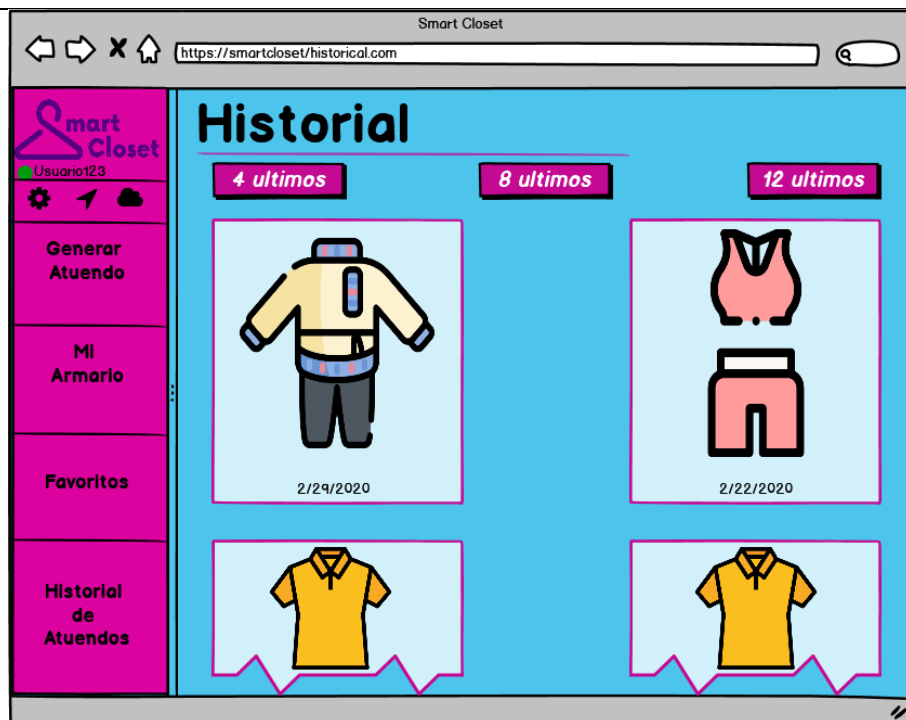 Smart Closet
https://smartcloset/historical.com
Smart
Closet
Usuario123
Generar
Atuendo
Mi
Armario
Favoritos
Historial
de
Atuendos
Historial
4 ultimos
8 ultimos
12 ultimos
2/29/2020
2/22/2020